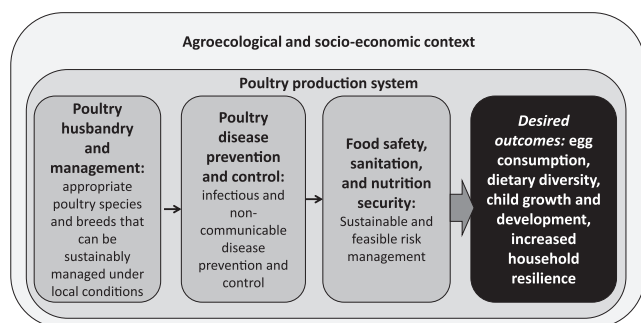 Agroecological and socio-economic context
Poultry production system
Poultry
husbandry
and
management:
appropriate
poultry species
and breeds that
can be
sustainably
managed under
local conditions
Poultry
disease
prevention
and control:
infectious and
non-
communicable
disease
prevention and
control
Food safety,
sanitation,
and nutrition
security:
Sustainable and
feasible risk
management
Desired
outcomes: egg
consumption,
dietary diversity,
child growth and
development,
increased
household
resilience